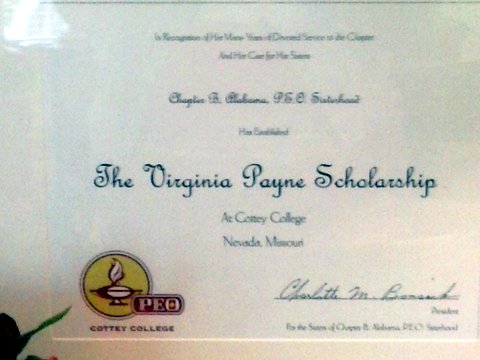 In Recognition of Her Many Years of Devoted Service to the Chapter
And Her Care for Her Sisters
Chapter B, Alabama, P.E.O. Sisterhood
Has Established
The Virginia Payne Scholarship
At Cottey College
Nevada, Missouri
Charlotte M.
President
For the Sisters of Chapter B, Alabama, P.E.O. Sisterhood
PEO
COTTEY COLLEGE